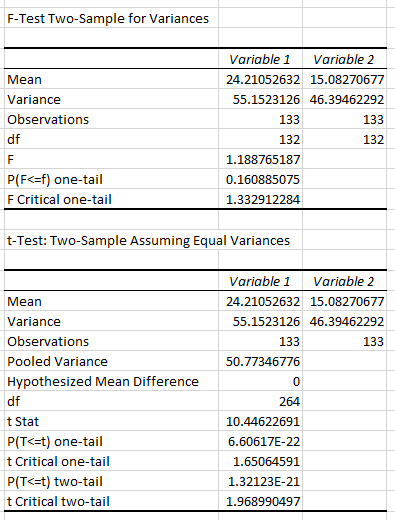 F-Test Two-Sample for Variances
Variable 1 Variable 2
Mean 24.21052632 15.08270677
Variance 55.1523126 46.39462292
Observations 133 133
df 132 132
F 1.188765187
P(F<=f) one-tail 0.160885075
F Critical one-tail 1.332912284
t-Test: Two-Sample Assuming Equal Variances
Variable 1 Variable 2
Mean 24.21052632 15.08270677
Variance 55.1523126 46.39462292
Observations 133 133
Pooled Variance 50.77346776
Hypothesized Mean Difference 0
df 264
t Stat 10.44622691
P(T<=t) one-tail 6.60617E-22
t Critical one-tail 1.65064591
P(T<=t) two-tail 1.32123E-21
t Critical two-tail 1.968990497